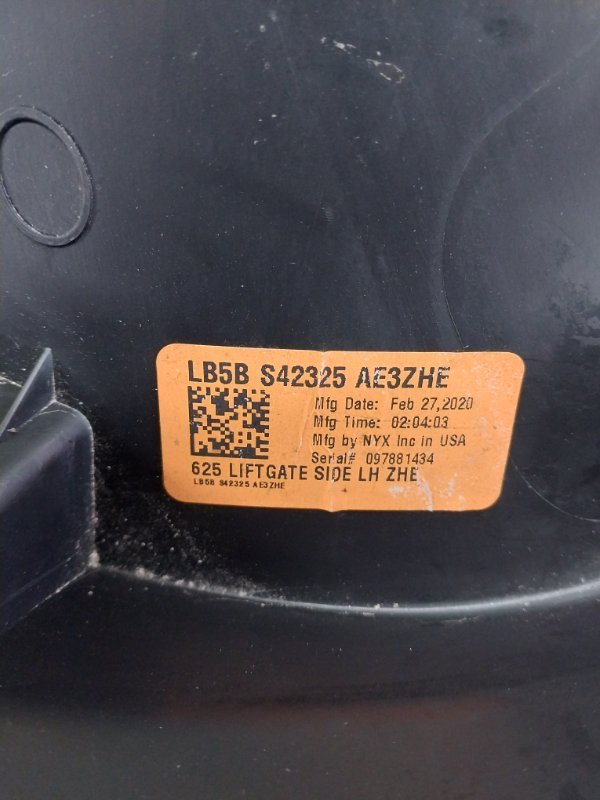 LB5B S42325 AE3ZHE
Mfg Date: Feb 27,2020
Mfg Time: 02:04:03
Mfg by NYX Inc in USA
Serial# 097881434
625 LIFTGATE SIDE LH ZHE
LB5B S42325 AE3ZHE